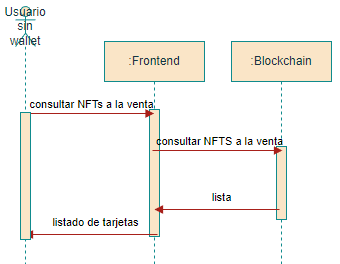 Usuario
sin
wallet
:Frontend
:Blockchain
consultar NFTs a la venta
consultar NFTS a la venta
lista
listado de tarjetas